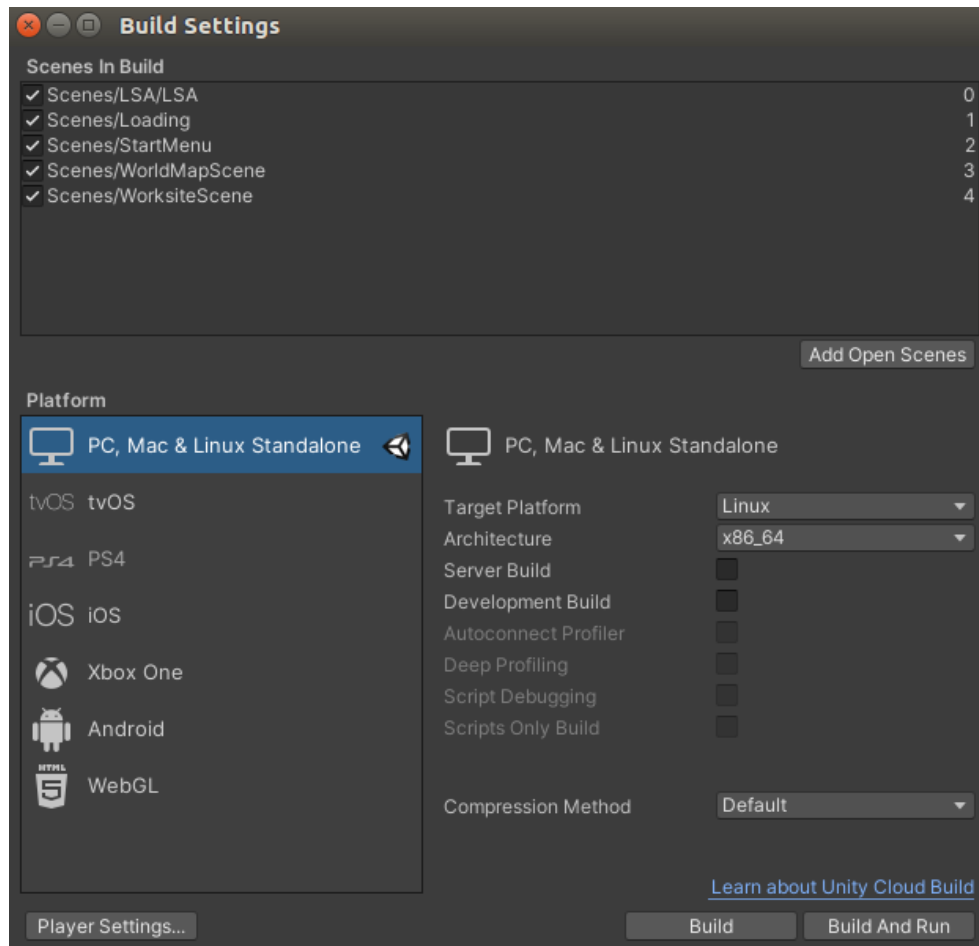 Build Settings
Scenes In Build
Scenes/LSA/LSA 0
Scenes/Loading 1
Scenes/StartMenu 2
Scenes/WorldMapScene 3
Scenes/WorksiteScene 4
Add Open Scenes
Platform
PC, Mac & Linux Standalone
tvOS tvOS
PS4 PS4
iOS iOS
Xbox One
Android
HTML 5 WebGL
PC, Mac & Linux Standalone
Target Platform Linux
Architecture x86_64
Server Build
Development Build
Autoconnect Profiler
Deep Profiling
Script Debugging
Scripts Only Build
Compression Method Default
Learn about Unity Cloud Build
Player Settings... Build Build And Run